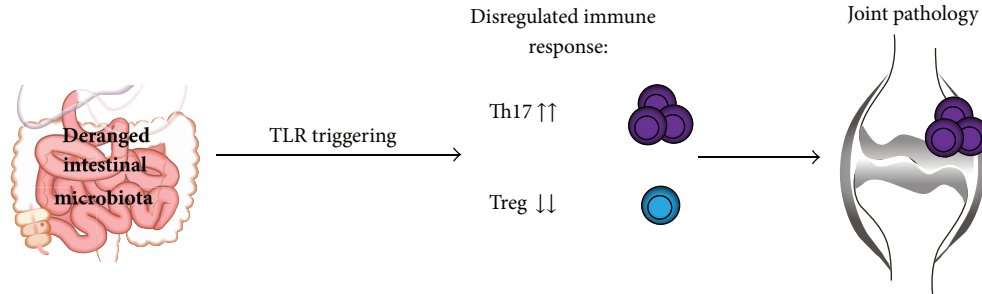 Deranged
intestinal
microbiota
TLR triggering
Disregulated immune
response:
Th17 ↑↑
Treg ↓↓
Joint pathology